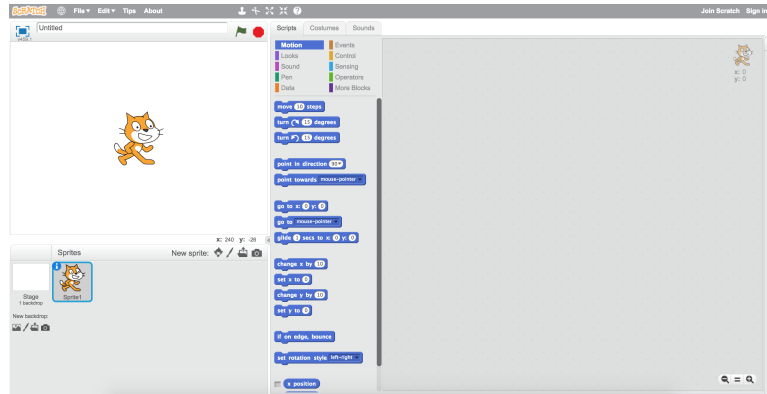 SCRATCH File Edit Tips About Join Scratch Sign in
Untitled
Scripts Costumes Sounds
Motion Events
Looks Control
Sound Sensing
Pen Operators
Data More Blocks
x: 0
y: 0
move 10 steps
turn 15 degrees
turn 15 degrees
point in direction 90
point towards mouse-pointer
go to x: 0 y: 0
go to mouse-pointer
glide 1 secs to x: 0 y: 0
change x by 10
set x to 0
change y by 10
set y to 0
if on edge, bounce
set rotation style left-right
x position
x: 240 y: -26
Sprites New sprite:
Stage
1 backdrop
Sprite1
New backdrop: